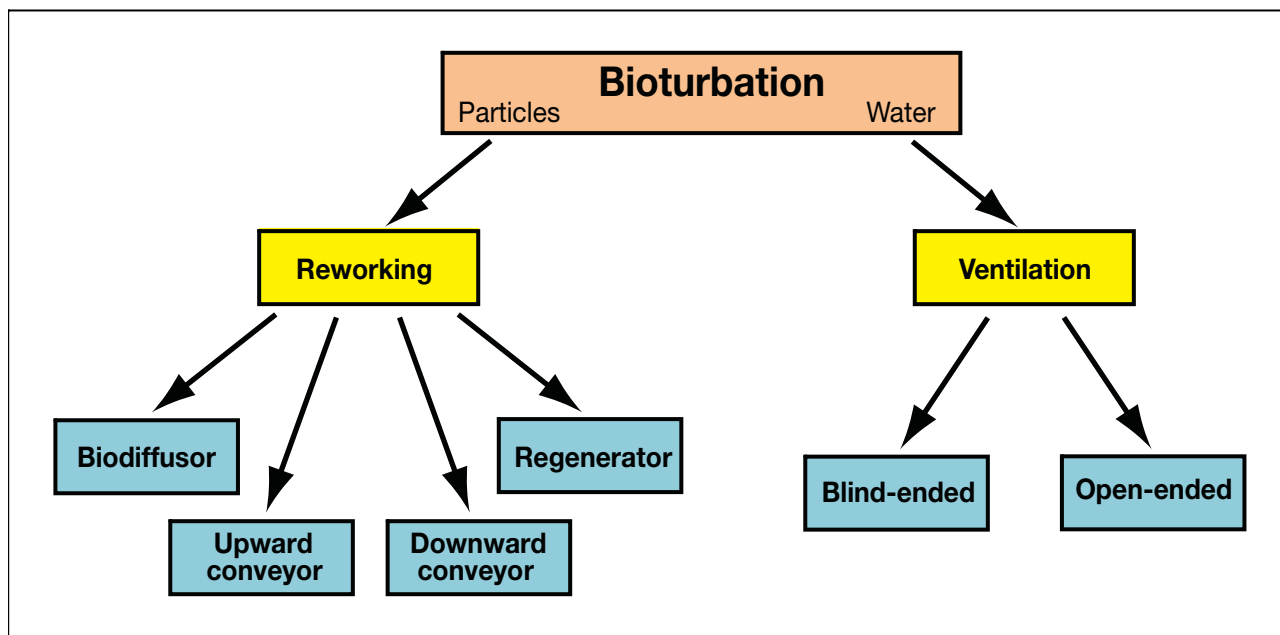 Bioturbation
Particles Water
Reworking
Ventilation
Biodiffusor
Regenerator
Upward
conveyor
Downward
conveyor
Blind-ended
Open-ended